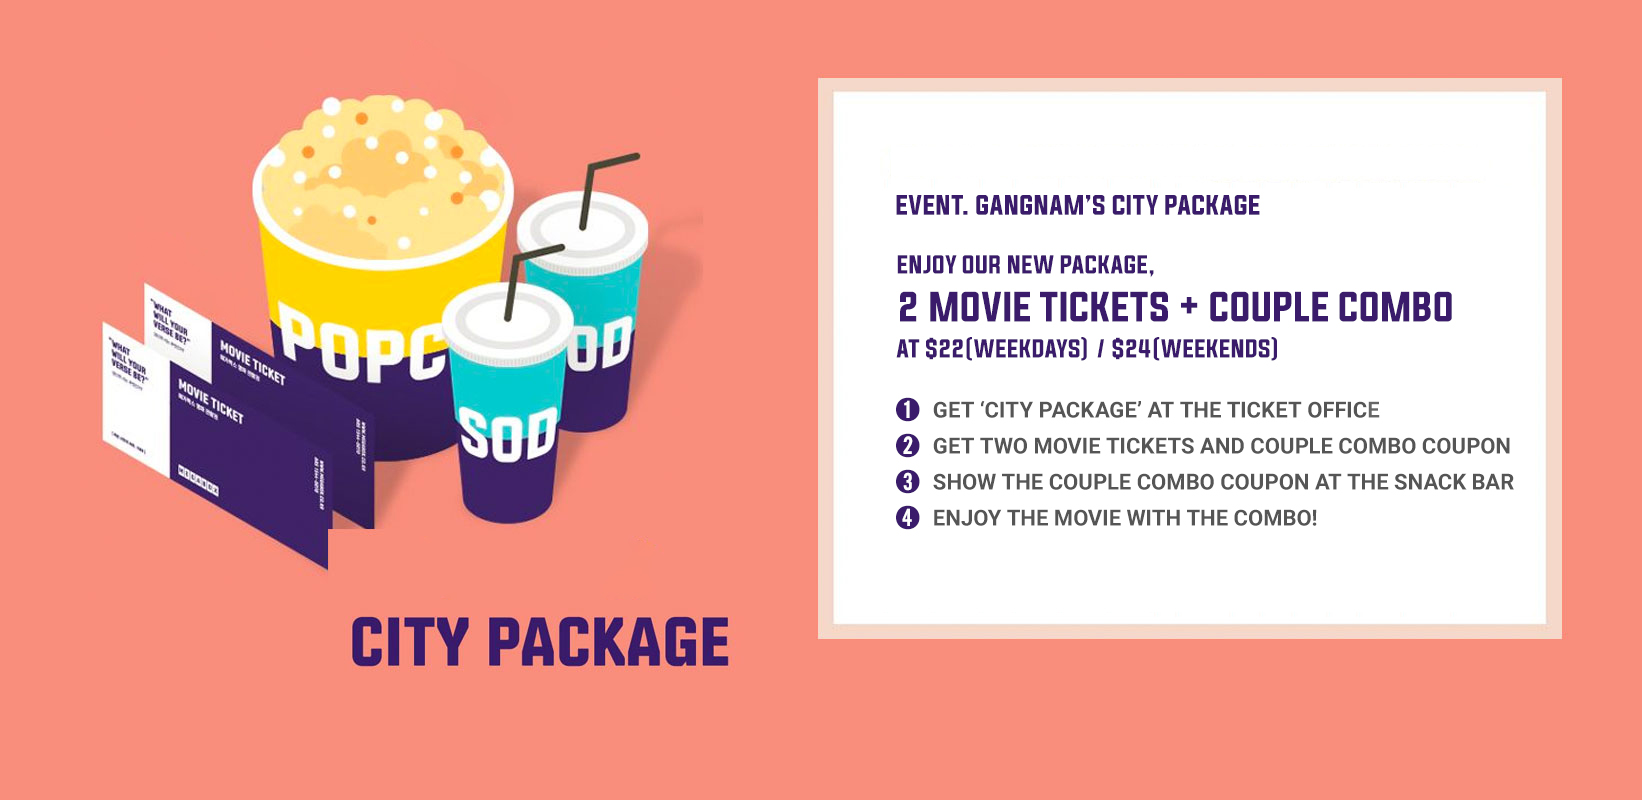 POPC
SOD
OD
"WHAT
WILL YOUR
VERSE BE?"
MOVIE TICKET
"WHAT
WILL YOUR
VERSE BE?"
MOVIE TICKET
MEGABOX
CITY PACKAGE
EVENT. GANGNAM'S CITY PACKAGE
ENJOY OUR NEW PACKAGE,
2 MOVIE TICKETS + COUPLE COMBO
AT $22(WEEKDAYS) / $24(WEEKENDS)
1 GET ‘CITY PACKAGE’ AT THE TICKET OFFICE
2 GET TWO MOVIE TICKETS AND COUPLE COMBO COUPON
3 SHOW THE COUPLE COMBO COUPON AT THE SNACK BAR
4 ENJOY THE MOVIE WITH THE COMBO!